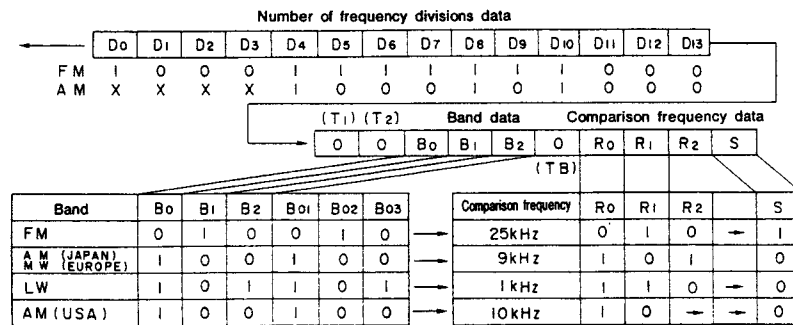 Number of frequency divisions data
D0 D1 D2 D3 D4 D5 D6 D7 D8 D9 D10 D11 D12 D13
FM 1 0 0 0 1 1 1 1 1 1 1 0 0 0
AM X X X X 1 0 0 0 1 0 1 0 0 0
(T1) (T2) Band data Comparison frequency data
0 0 B0 B1 B2 0 R0 R1 R2 S
(TB)
Band B0 B1 B2 B01 B02 B03
FM 0 1 0 0 1 0
AM (JAPAN) MW (EUROPE) 1 0 0 1 0 0
LW 1 0 1 1 0 1
AM (USA) 1 0 0 1 0 0
Comparison frequency R0 R1 R2 S
25kHz 0 1 0 → 1
9kHz 1 0 1 0
1kHz 1 1 0 → 0
10kHz 1 0 → → 0